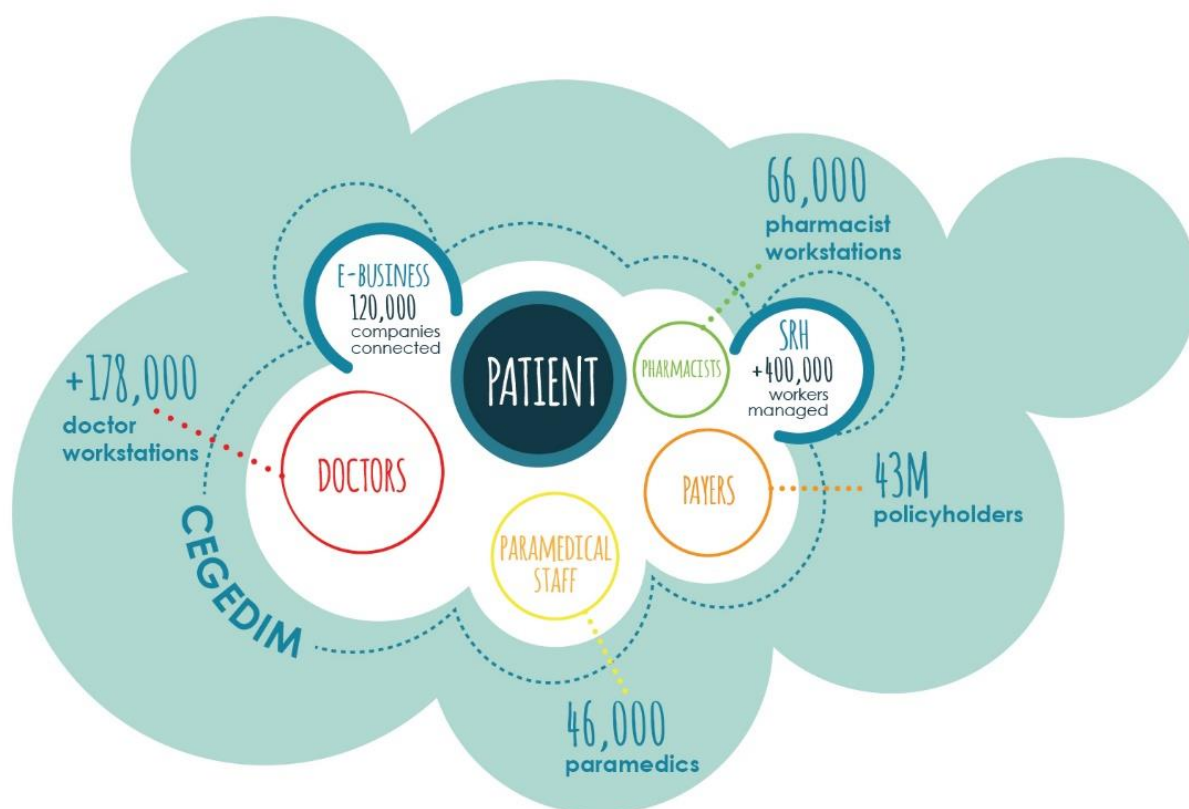 66,000
pharmacist
workstations
E-BUSINESS
120,000
companies
connected
PATIENT
PHARMACISTS
SRH
+400,000
workers
managed
+178,000
doctor
workstations
DOCTORS
PAYERS
43M
policyholders
CEGEDIM
PARAMEDICAL
STAFF
46,000
paramedics